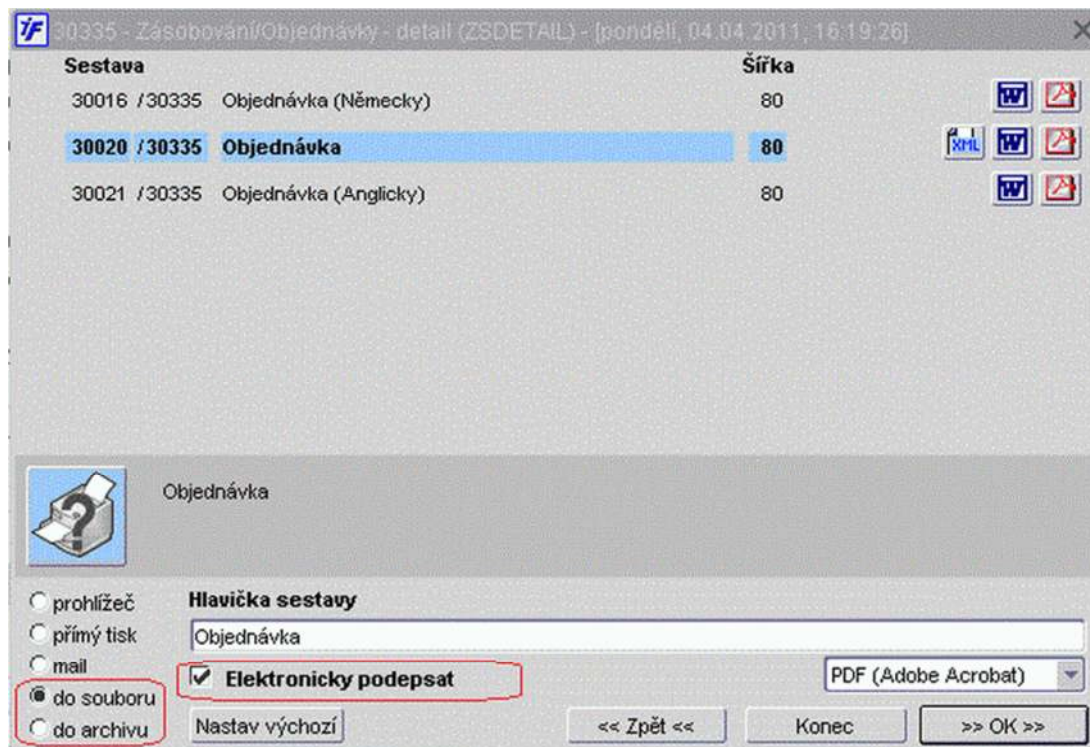 30335 - Zásobování/Objednávky - detail (ZSDETAIL) - [pondělí, 04.04.2011, 16:19:26]
Sestava Šířka
30016 /30335 Objednávka (Německy) 80
30020 /30335 Objednávka 80 XML
30021 /30335 Objednávka (Anglicky) 80
Objednávka
prohlížeč Hlavička sestavy
přímý tisk Objednávka
mail
Elektronicky podepsat PDF (Adobe Acrobat)
do souboru
do archivu Nastav výchozí << Zpět << Konec >> OK >>